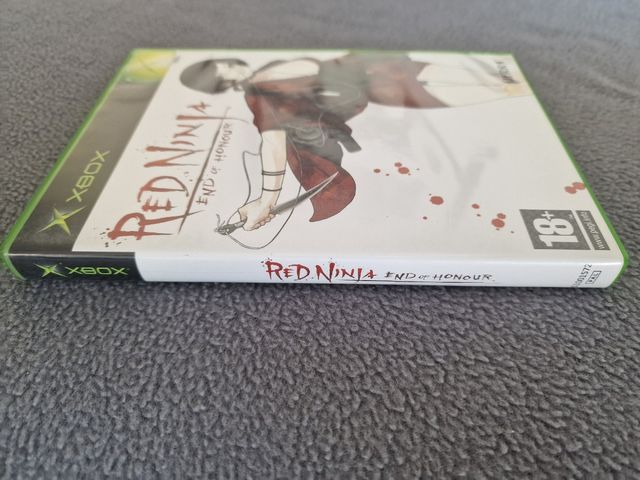 XBOX
RED NINJA
END OF HONOUR
18+
XBOX
RED NINJA END OF HONOUR